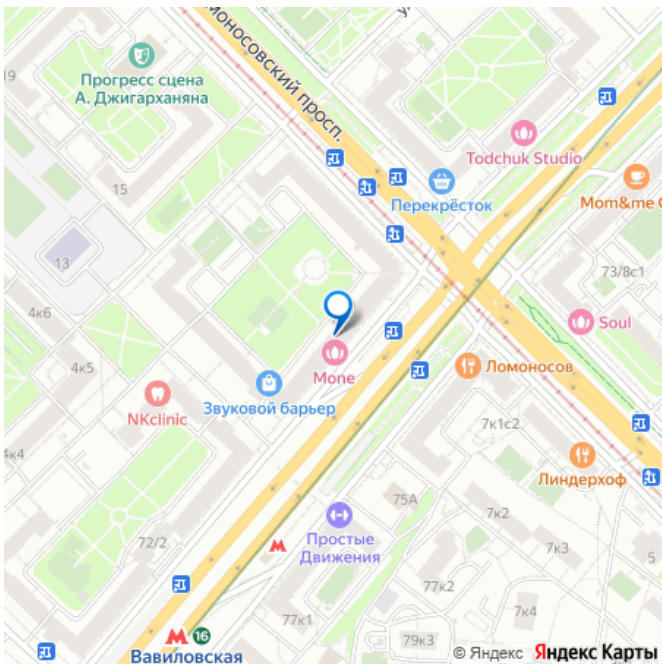 моносовский просп.
19
Прогресс сцена
А. Джигарханяна
Todchuk Studio
Перекрёсток
Mom&me C
15
13
73/8с1
4к6
Soul
Mone
Ломоносов
4к5
Звуковой барьер
NKclinic
7к1с2
4к4
Линдерхоф
75А
7к2
72/2
Простые
Движения
7к3
5
77к2
7к4
77к1
79к3
16
Вавиловская
© Яндекс Яндекс Карты